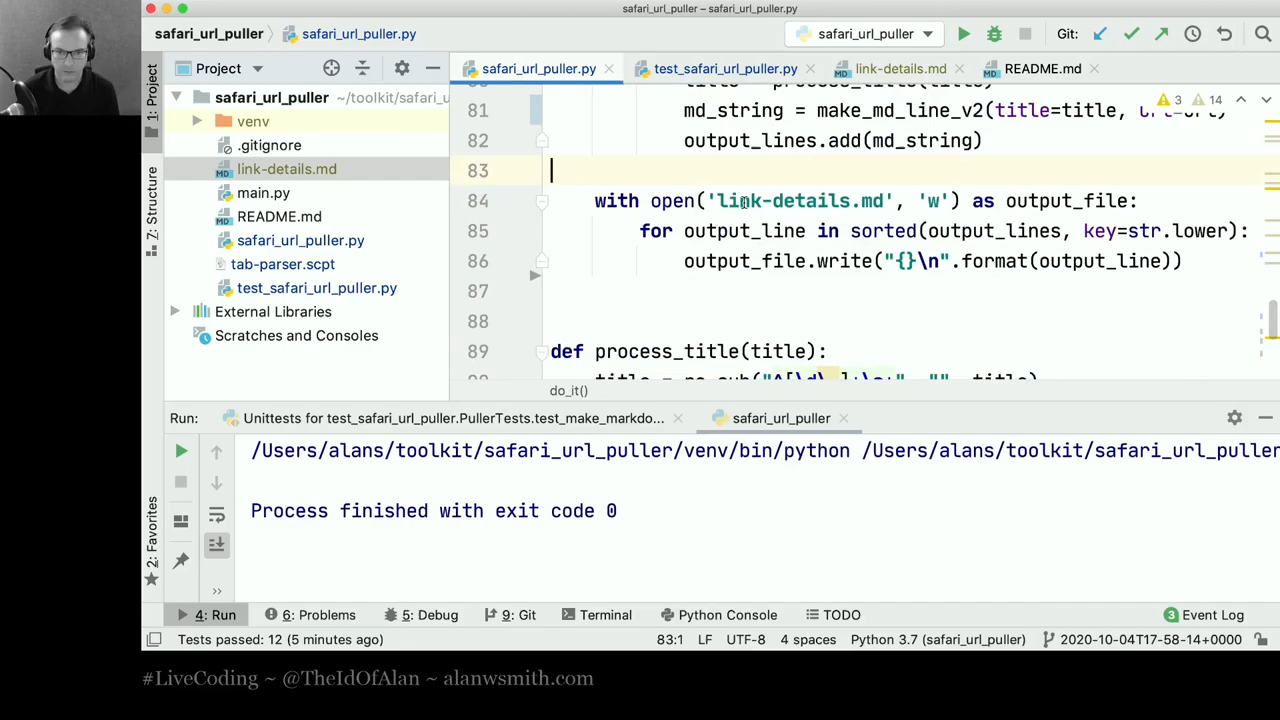 safari_url_puller – safari_url_puller.py
safari_url_puller
safari_url_puller.py
safari_url_puller
Git:
Project
safari_url_puller.py
test_safari_url_puller.py
link-details.md
README.md
1: Project
Z: Structure
2: Favorites
safari_url_puller ~/toolkit/safari_u
venv
.gitignore
link-details.md
main.py
README.md
safari_url_puller.py
tab-parser.scpt
test_safari_url_puller.py
External Libraries
Scratches and Consoles
3 14
81 md_string = make_md_line_v2(title=title, url=url)
82 output_lines.add(md_string)
83
84 with open('link-details.md', 'w') as output_file:
85 for output_line in sorted(output_lines, key=str.lower):
86 output_file.write("{}\n".format(output_line))
87
88
89 def process_title(title):
do_it()
Run:
Unittests for test_safari_url_puller.PullerTests.test_make_markdo...
safari_url_puller
/Users/alans/toolkit/safari_url_puller/venv/bin/python /Users/alans/toolkit/safari_url_puller
Process finished with exit code 0
4: Run
6: Problems
5: Debug
9: Git
Terminal
Python Console
TODO
3 Event Log
Tests passed: 12 (5 minutes ago)
83:1 LF UTF-8 4 spaces Python 3.7 (safari_url_puller) 2020-10-04T17-58-14+0000
#LiveCoding ~ @TheIdOfAlan ~ alanwsmith.com